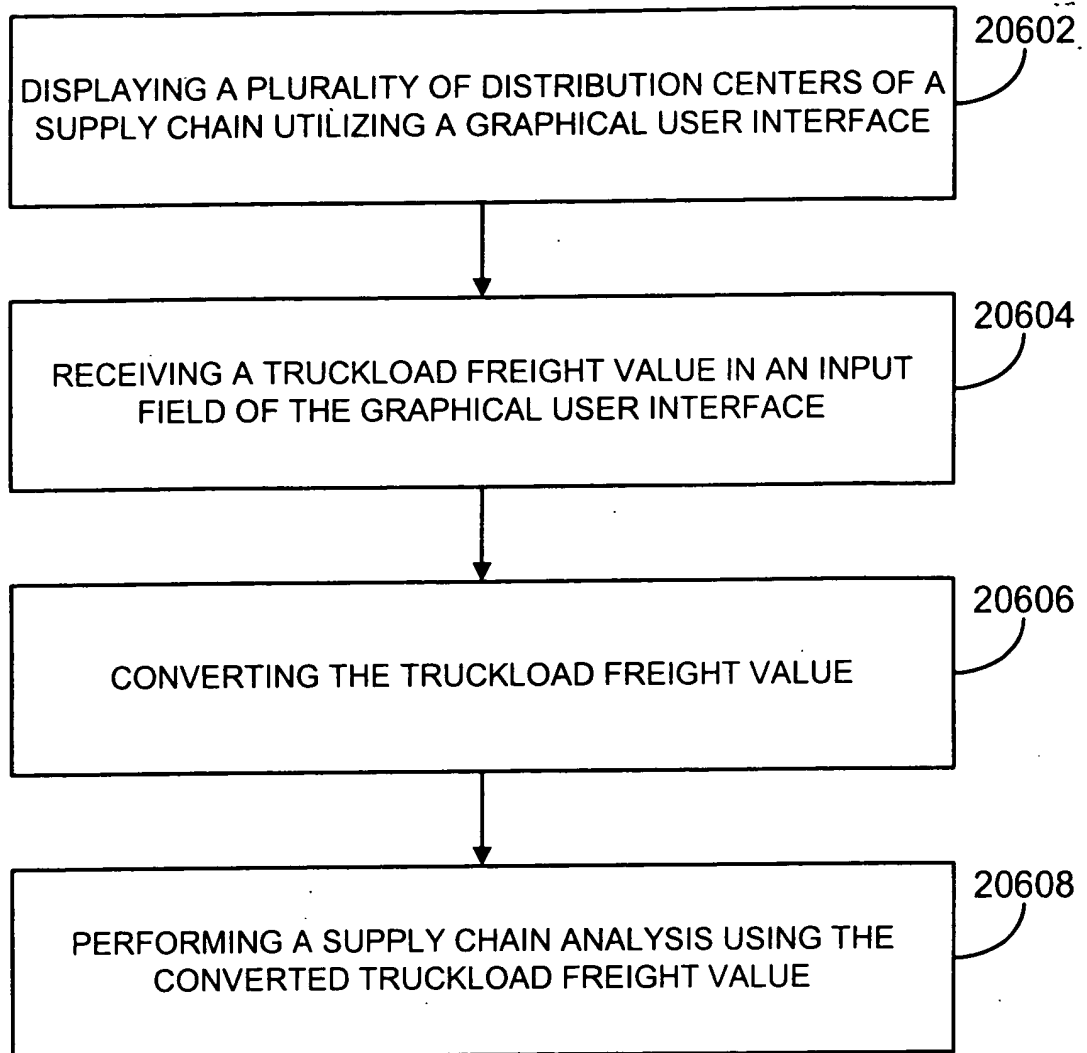 20602
DISPLAYING A PLURALITY OF DISTRIBUTION CENTERS OF A
SUPPLY CHAIN UTILIZING A GRAPHICAL USER INTERFACE
20604
RECEIVING A TRUCKLOAD FREIGHT VALUE IN AN INPUT
FIELD OF THE GRAPHICAL USER INTERFACE
20606
CONVERTING THE TRUCKLOAD FREIGHT VALUE
20608
PERFORMING A SUPPLY CHAIN ANALYSIS USING THE
CONVERTED TRUCKLOAD FREIGHT VALUE